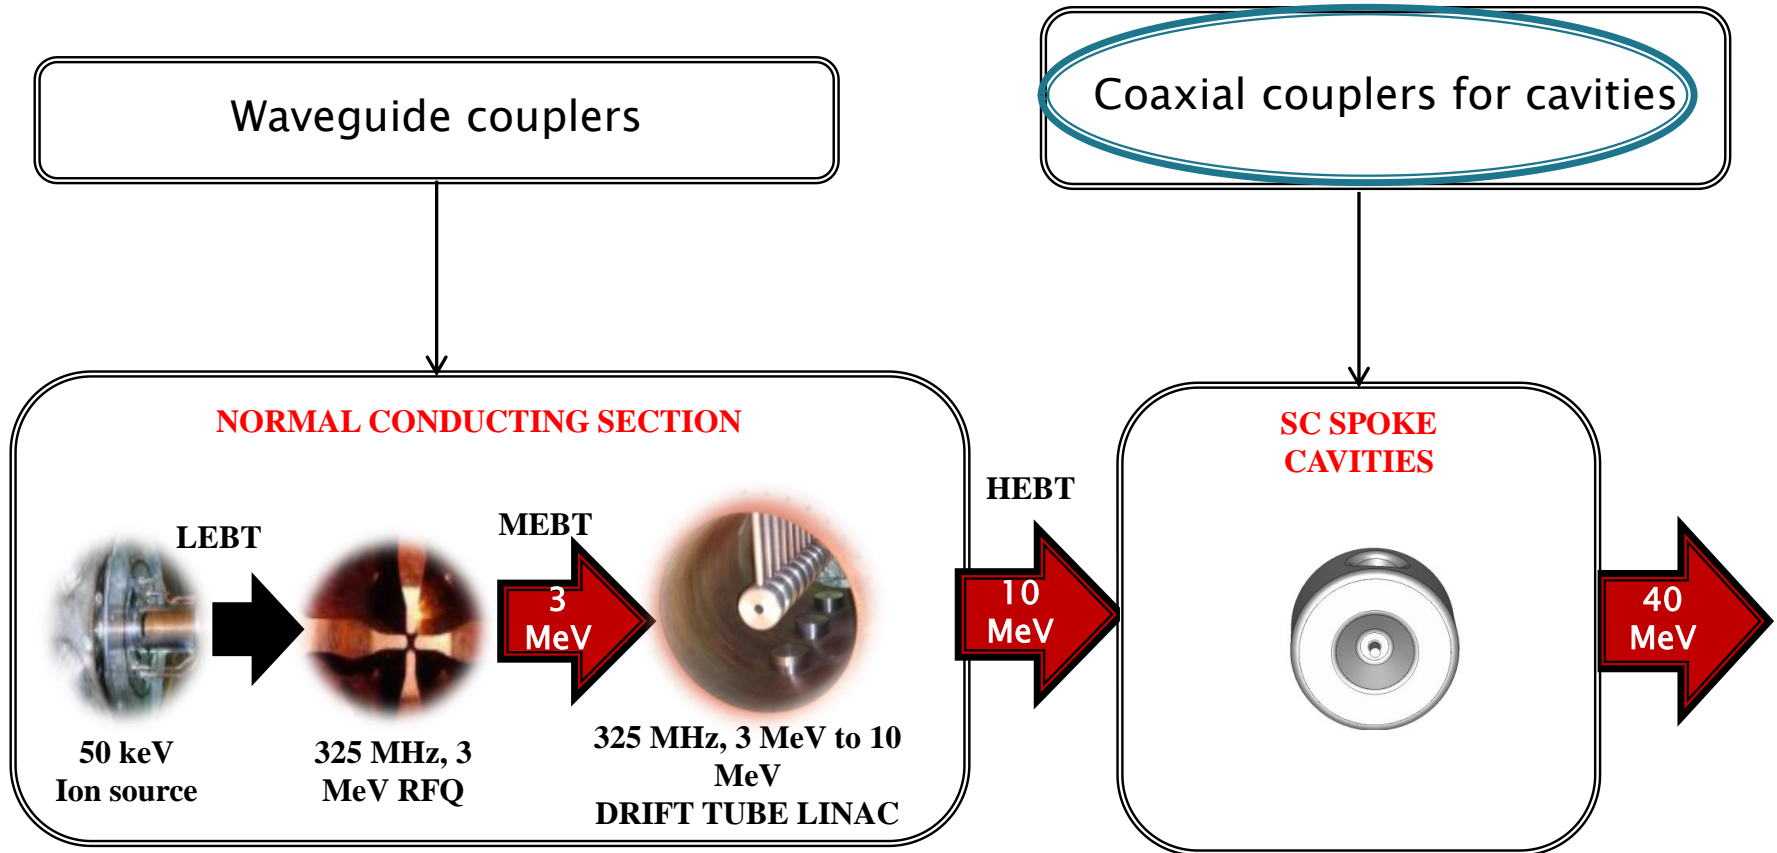 Waveguide couplers
Coaxial couplers for cavities
NORMAL CONDUCTING SECTION
LEBT
MEBT
3
MeV
50 keV
Ion source
325 MHz, 3
MeV RFQ
325 MHz, 3 MeV to 10
MeV
DRIFT TUBE LINAC
HEBT
10
MeV
SC SPOKE
CAVITIES
40
MeV